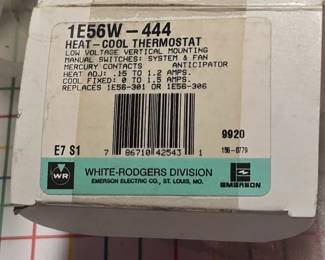 1E56W-444
HEAT-COOL THERMOSTAT
LOW VOLTAGE VERTICAL MOUNTING
MANUAL SWITCHES: SYSTEM & FAN
MERCURY CONTACTS ANTICIPATOR
HEAT ADJ: .15 TO 1.2 AMPS.
COOL FIXED: 0 TO 1.5 AMPS.
REPLACES 1E56-301 OR 1E56-306
9920
E7 S1
7 86710 42543 1
156-0779
WR
WHITE-RODGERS DIVISION
EMERSON ELECTRIC CO., ST. LOUIS, MO.
EMERSON